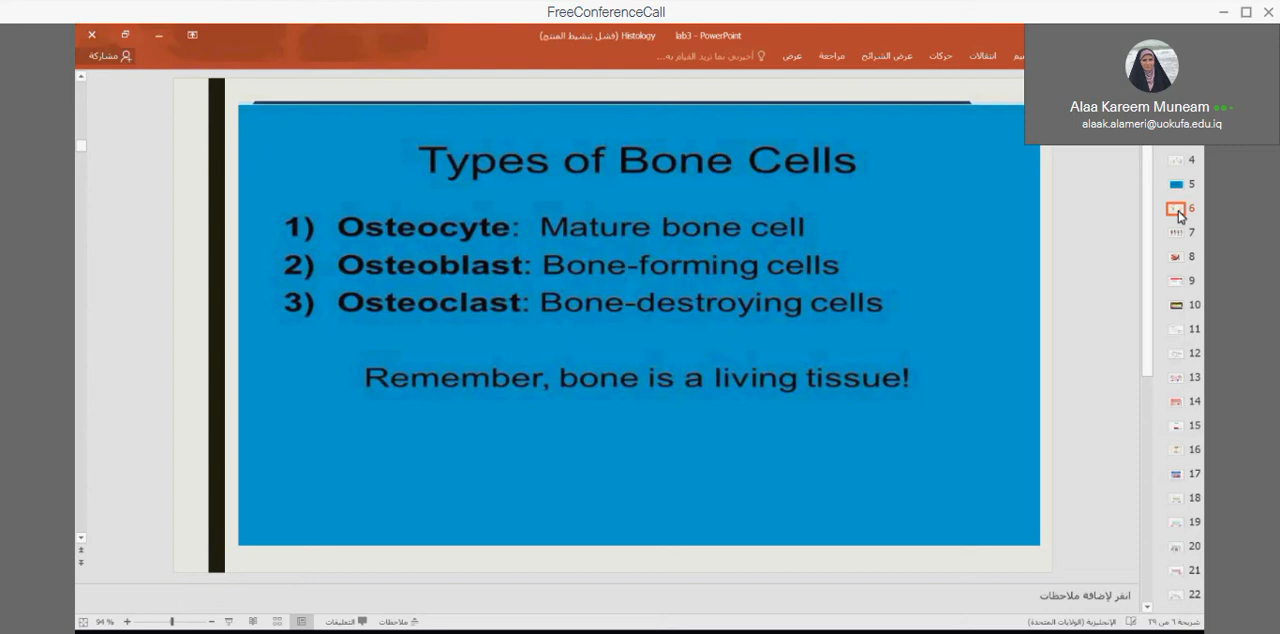 FreeConferenceCall
Histology lab3 - PowerPoint (فشل تنشيط المنتج)
مشاركة
انتقالات
حركات
عرض الشرائح
مراجعة
عرض
أخبرني بما تريد القيام به...
Alaa Kareem Muneam
alaak.alameri@uokufa.edu.iq
Types of Bone Cells
1) Osteocyte: Mature bone cell
2) Osteoblast: Bone-forming cells
3) Osteoclast: Bone-destroying cells
Remember, bone is a living tissue!
4
5
6
7
8
9
10
11
12
13
14
15
16
17
18
19
20
21
22
انقر لإضافة ملاحظات
شريحة ٦ من ٢٩
الإنجليزية (الولايات المتحدة)
ملاحظات
التعليقات
94 %